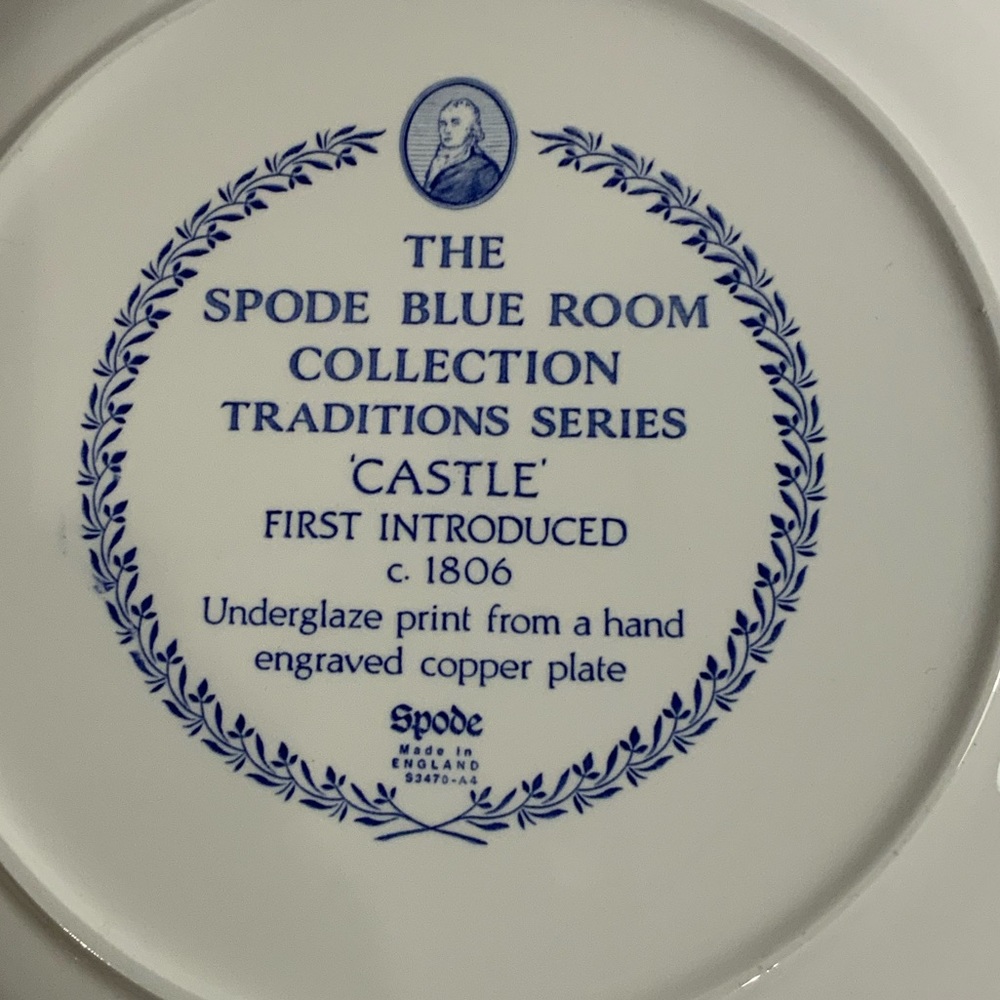 THE
SPODE BLUE ROOM
COLLECTION
TRADITIONS SERIES
'CASTLE'
FIRST INTRODUCED
c. 1806
Underglaze print from a hand
engraved copper plate
Spode
Made in
ENGLAND
S3470-A4